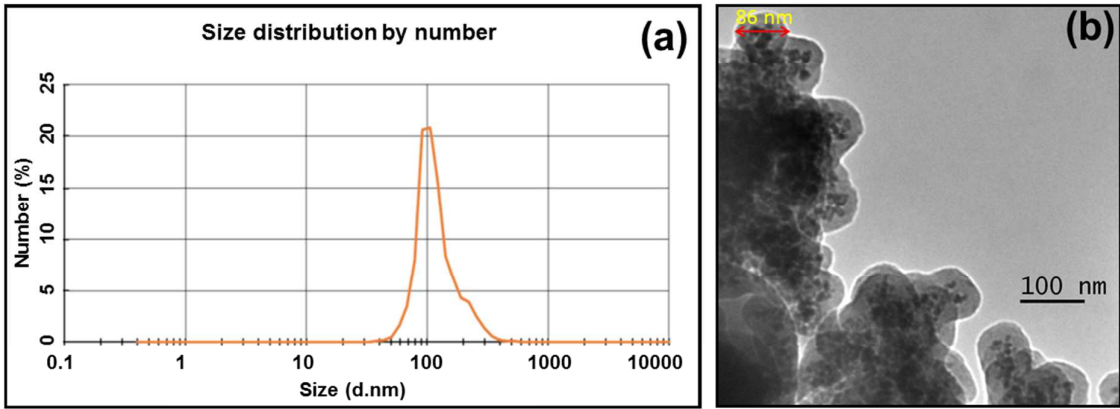 Size distribution by number
(a)
25
20
15
10
5
0
Number (%)
0.1 1 10 100 1000 10000
Size (d.nm)
86 nm
(b)
100 nm